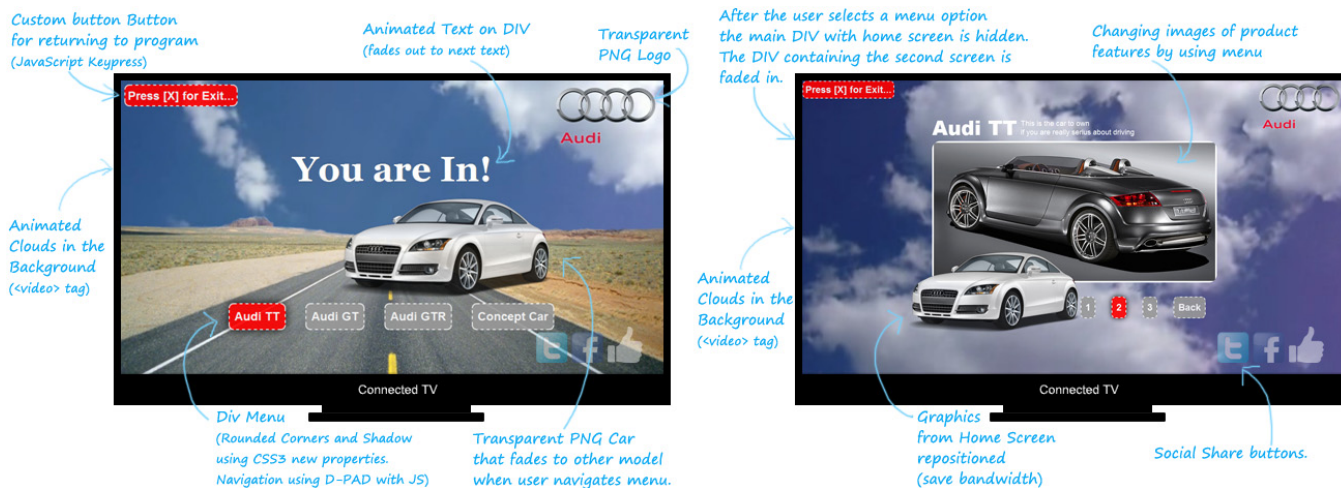 Custom button Button
for returning to program
(JavaScript Keypress)
Animated Text on DIV
(fades out to next text)
Transparent
PNG Logo
Press [X] for Exit...
Audi
You are In!
Animated
Clouds in the
Background
(<video> tag)
Audi TT
Audi GT
Audi GTR
Concept Car
Connected TV
Div Menu
(Rounded Corners and Shadow
using CSS3 new properties.
Navigation using D-PAD with JS)
Transparent PNG Car
that fades to other model
when user navigates menu.
After the user selects a menu option
the main DIV with home screen is hidden.
The DIV containing the second screen is
faded in.
Changing images of product
features by using menu
Press [X] for Exit...
Audi
Audi TT
This is the car to own
if you are really serius about driving
Animated
Clouds in the
Background
(<video> tag)
1
2
3
Back
Connected TV
Graphics
from Home Screen
repositioned
(save bandwidth)
Social Share buttons.